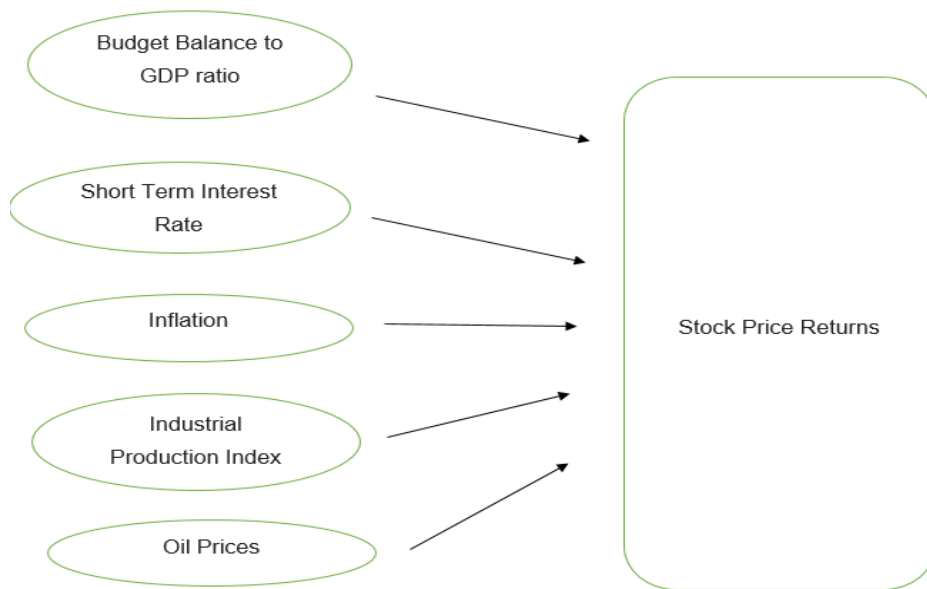 Budget Balance to
GDP ratio
Short Term Interest
Rate
Inflation
Industrial
Production Index
Oil Prices
Stock Price Returns